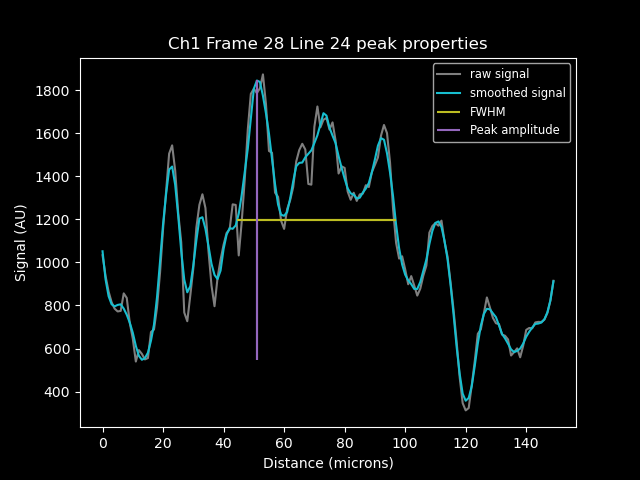 Ch1 Frame 28 Line 24 peak properties
raw signal
smoothed signal
FWHM
Peak amplitude
Signal (AU)
1800
1600
1400
1200
1000
800
600
400
0 20 40 60 80 100 120 140
Distance (microns)